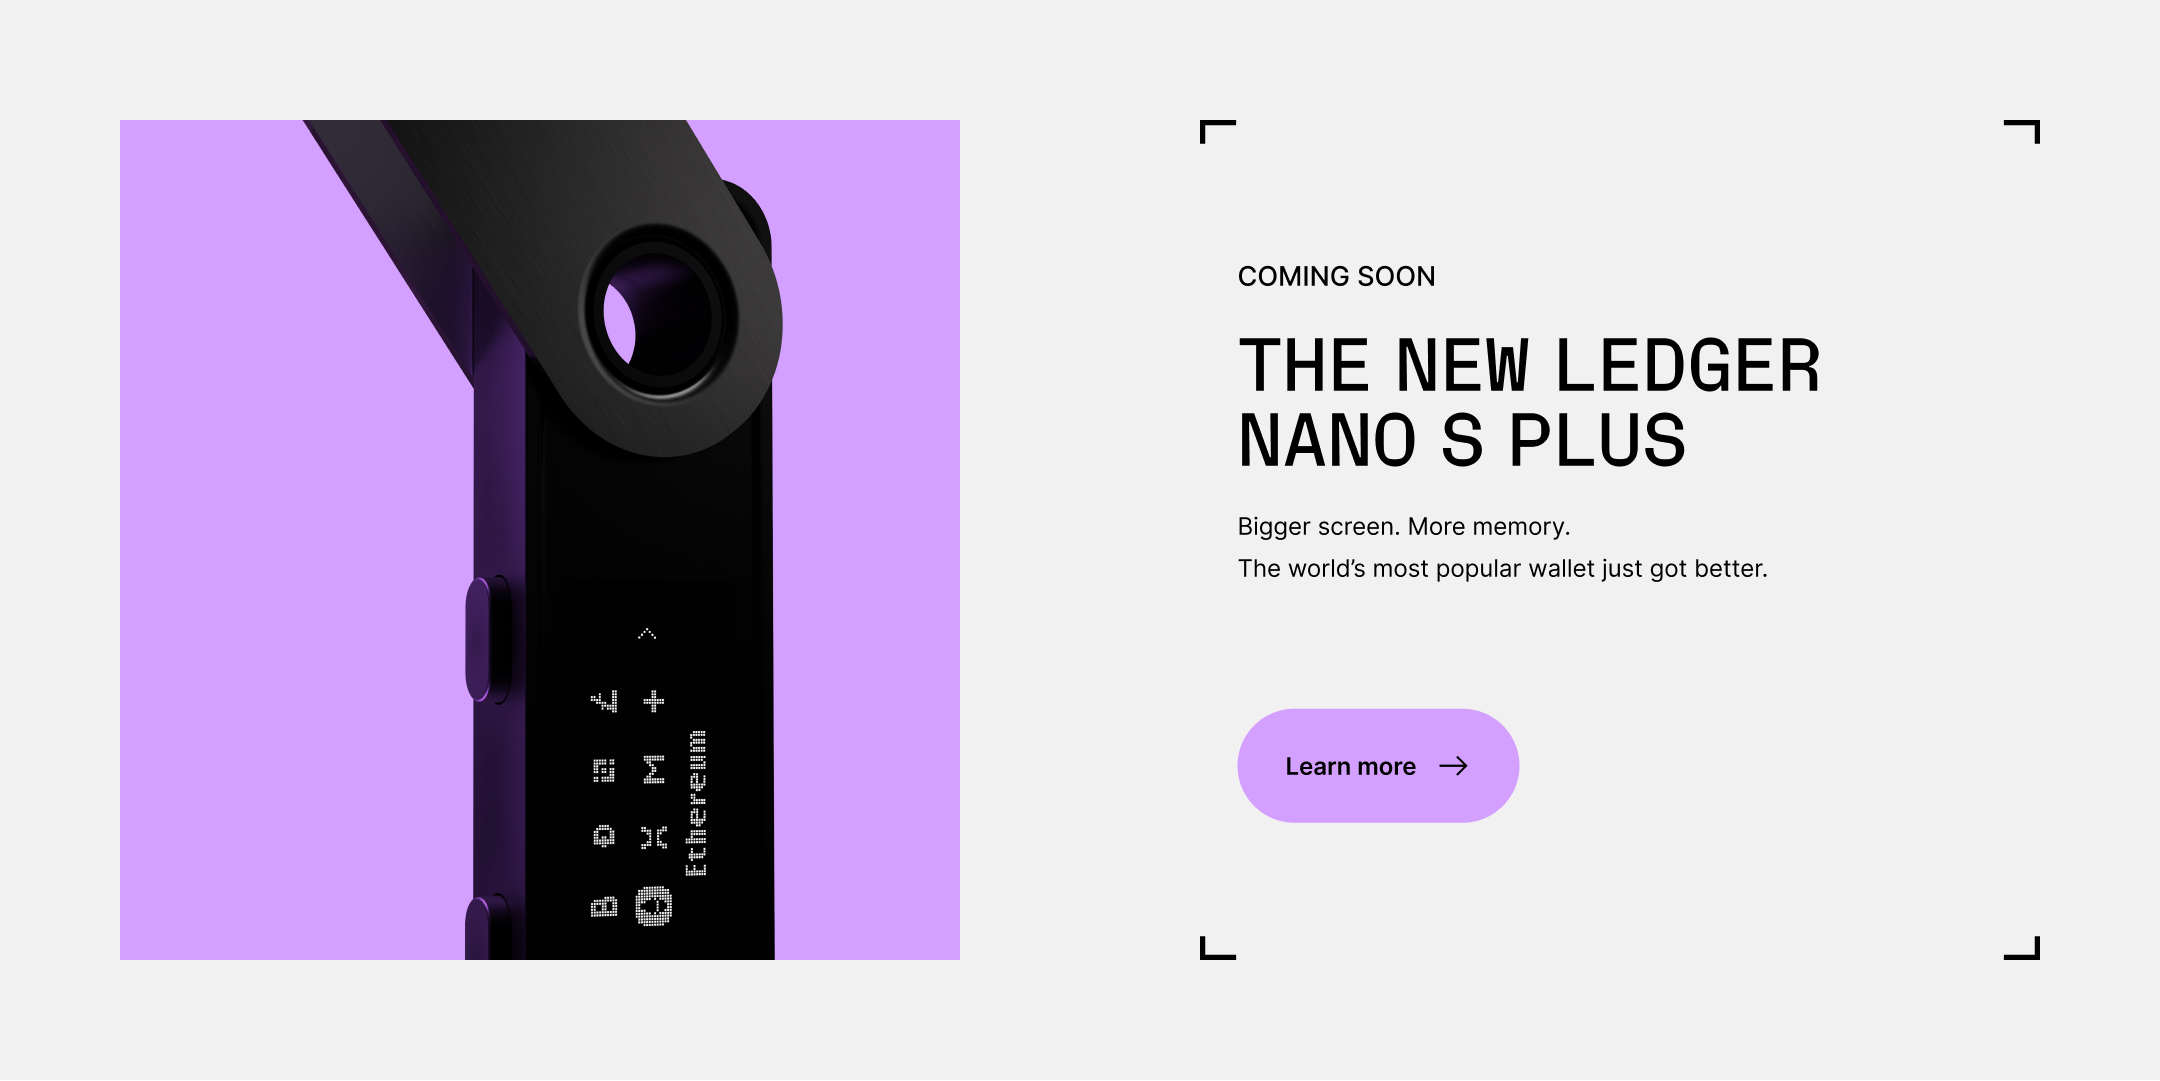 COMING SOON
THE NEW LEDGER
NANO S PLUS
Bigger screen. More memory.
The world’s most popular wallet just got better.
Learn more →
Ethereum